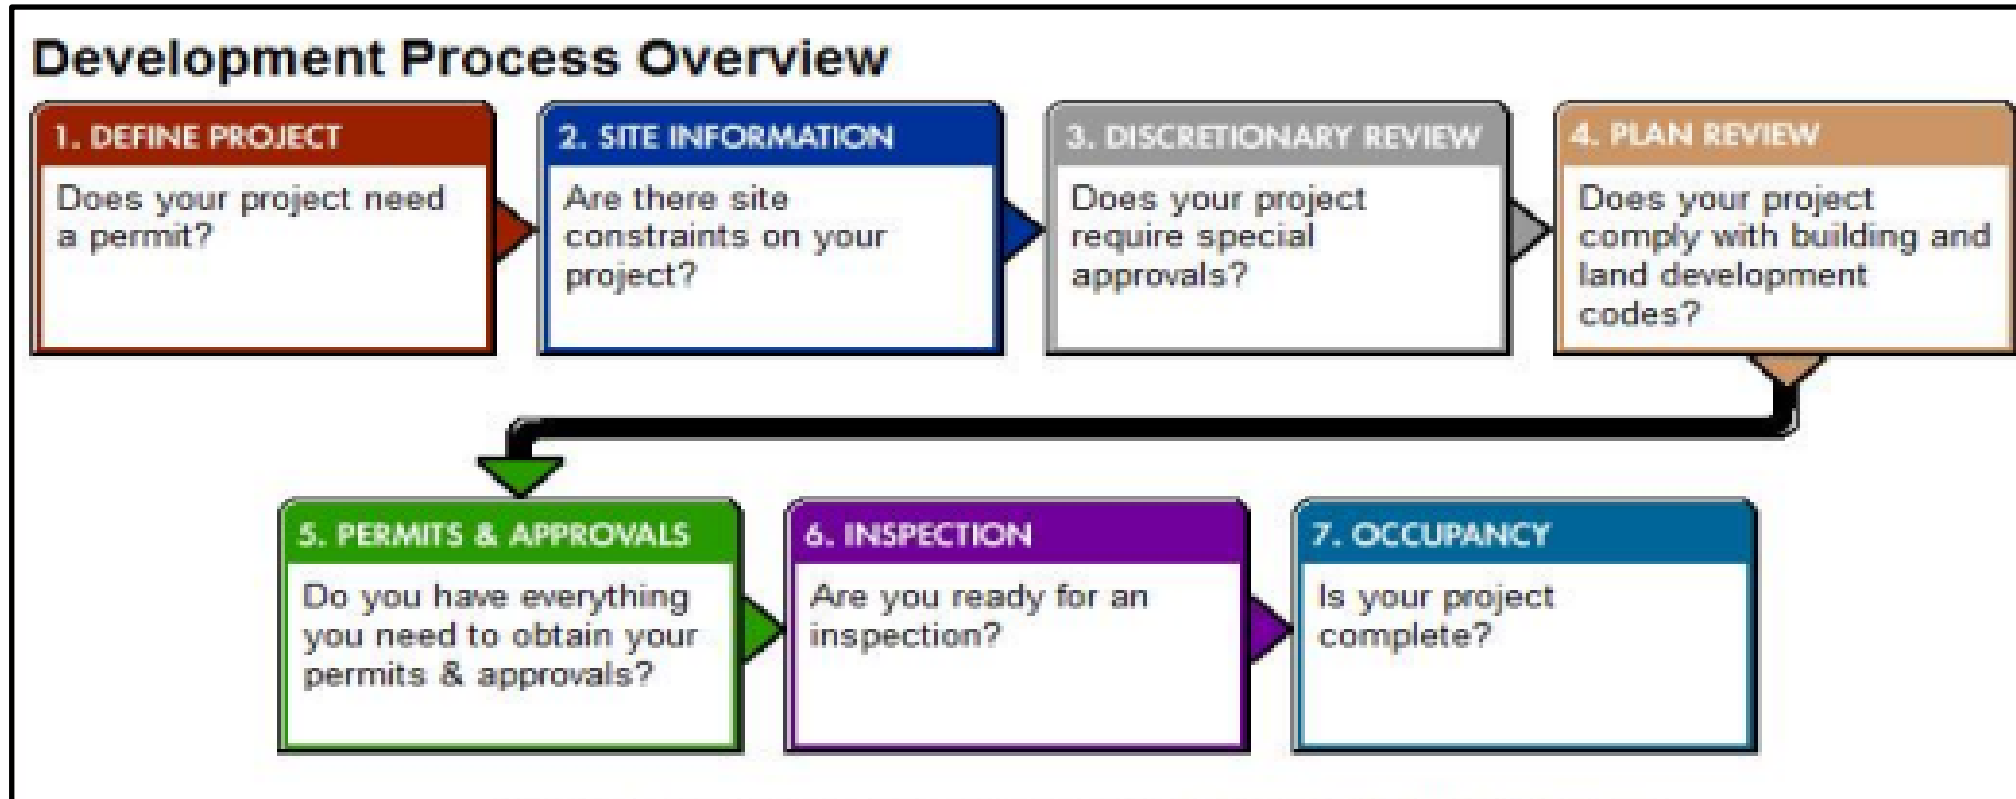 Development Process Overview
1. DEFINE PROJECT
Does your project need
a permit?
2. SITE INFORMATION
Are there site
constraints on your
project?
3. DISCRETIONARY REVIEW
Does your project
require special
approvals?
4. PLAN REVIEW
Does your project
comply with building and
land development
codes?
5. PERMITS & APPROVALS
Do you have everything
you need to obtain your
permits & approvals?
6. INSPECTION
Are you ready for an
inspection?
7. OCCUPANCY
Is your project
complete?